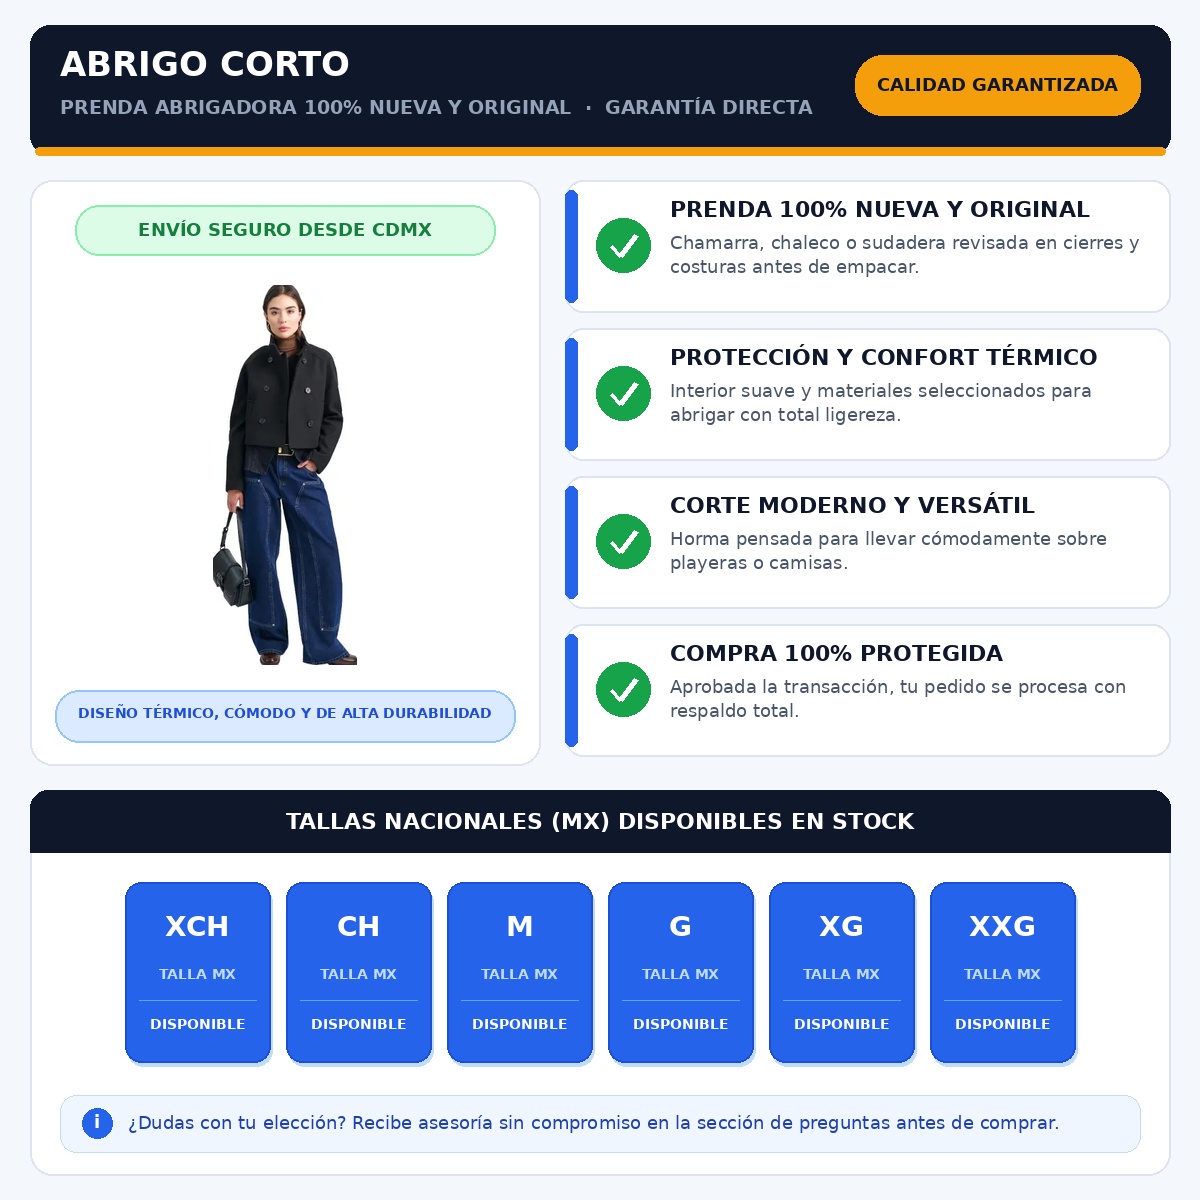 ABRIGO CORTO
PRENDA ABRIGADORA 100% NUEVA Y ORIGINAL · GARANTÍA DIRECTA
CALIDAD GARANTIZADA
ENVÍO SEGURO DESDE CDMX
DISEÑO TÉRMICO, CÓMODO Y DE ALTA DURABILIDAD
PRENDA 100% NUEVA Y ORIGINAL
Chamarra, chaleco o sudadera revisada en cierres y
costuras antes de empacar.
PROTECCIÓN Y CONFORT TÉRMICO
Interior suave y materiales seleccionados para
abrigar con total ligereza.
CORTE MODERNO Y VERSÁTIL
Horma pensada para llevar cómodamente sobre
playeras o camisas.
COMPRA 100% PROTEGIDA
Aprobada la transacción, tu pedido se procesa con
respaldo total.
TALLAS NACIONALES (MX) DISPONIBLES EN STOCK
XCH
TALLA MX
DISPONIBLE
CH
TALLA MX
DISPONIBLE
M
TALLA MX
DISPONIBLE
G
TALLA MX
DISPONIBLE
XG
TALLA MX
DISPONIBLE
XXG
TALLA MX
DISPONIBLE
i
¿Dudas con tu elección? Recibe asesoría sin compromiso en la sección de preguntas antes de comprar.